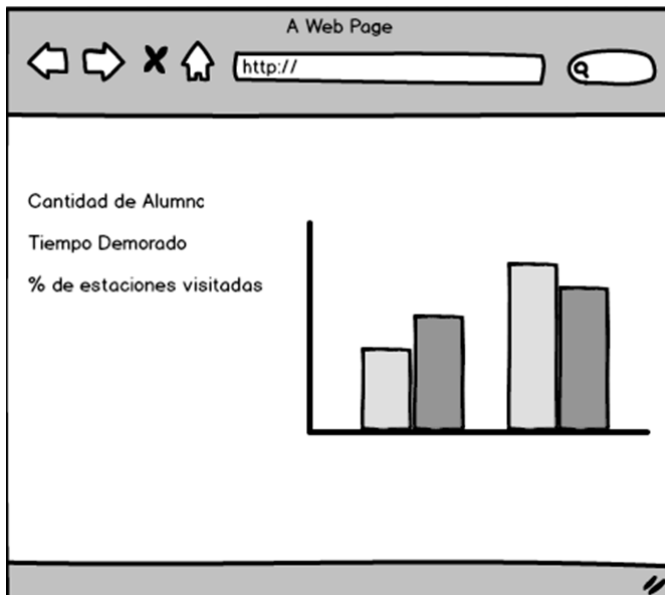 A Web Page
http://
Cantidad de Alumnc
Tiempo Demorado
% de estaciones visitadas